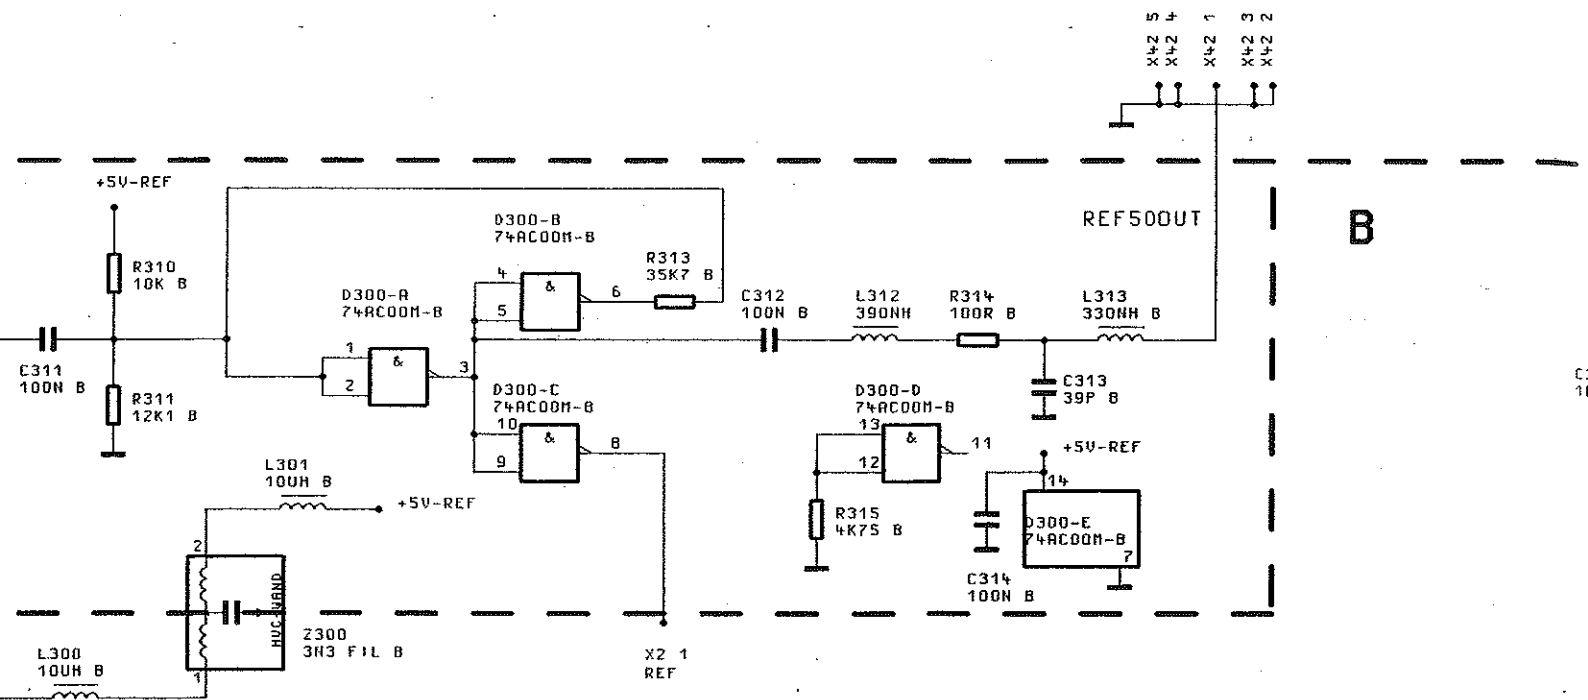 X42 5
X42 4
X42 1
X42 3
X42 2
+5V-REF
REF50OUT
B
D300-B
74AC00M-B
R310
10K B
R313
35K7 B
4
&
6
5
D300-A
74AC00M-B
C312
100N B
L312
390NH
R314
100R B
L313
330NH B
1
&
3
2
C311
100N B
R311
12K1 B
D300-C
74AC00M-B
10
&
8
9
D300-D
74AC00M-B
13
&
11
12
C313
39P B
L301
10UH B
+5V-REF
+5V-REF
14
R315
4K75 B
D300-E
74AC00M-B
7
C314
100N B
2
1
Z300
3N3 FIL B
L300
10UH B
X2 1
REF